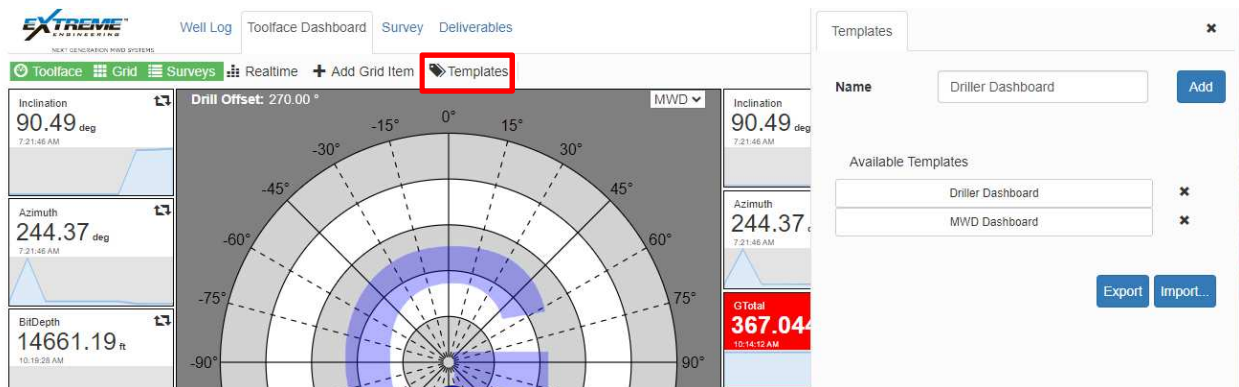 EXTREME™
ENGINEERING
NEXT GENERATION MWD SYSTEMS
Well Log Toolface Dashboard Survey Deliverables
Toolface Grid Surveys Realtime + Add Grid Item Templates
Inclination
90.49 deg
7:21:46 AM
Azimuth
244.37 deg
7:21:46 AM
BitDepth
14661.19 ft
10:19:28 AM
Drill Offset: 270.00 °
MWD
0°
-15° 15°
-30° 30°
-45° 45°
-60° 60°
-75° 75°
-90° 90°
Inclination
90.49 deg
7:21:46 AM
Azimuth
244.37
7:21:46 AM
GTotal
367.044
10:14:12 AM
Templates ×
Name Driller Dashboard Add
Available Templates
Driller Dashboard ×
MWD Dashboard ×
Export Import...